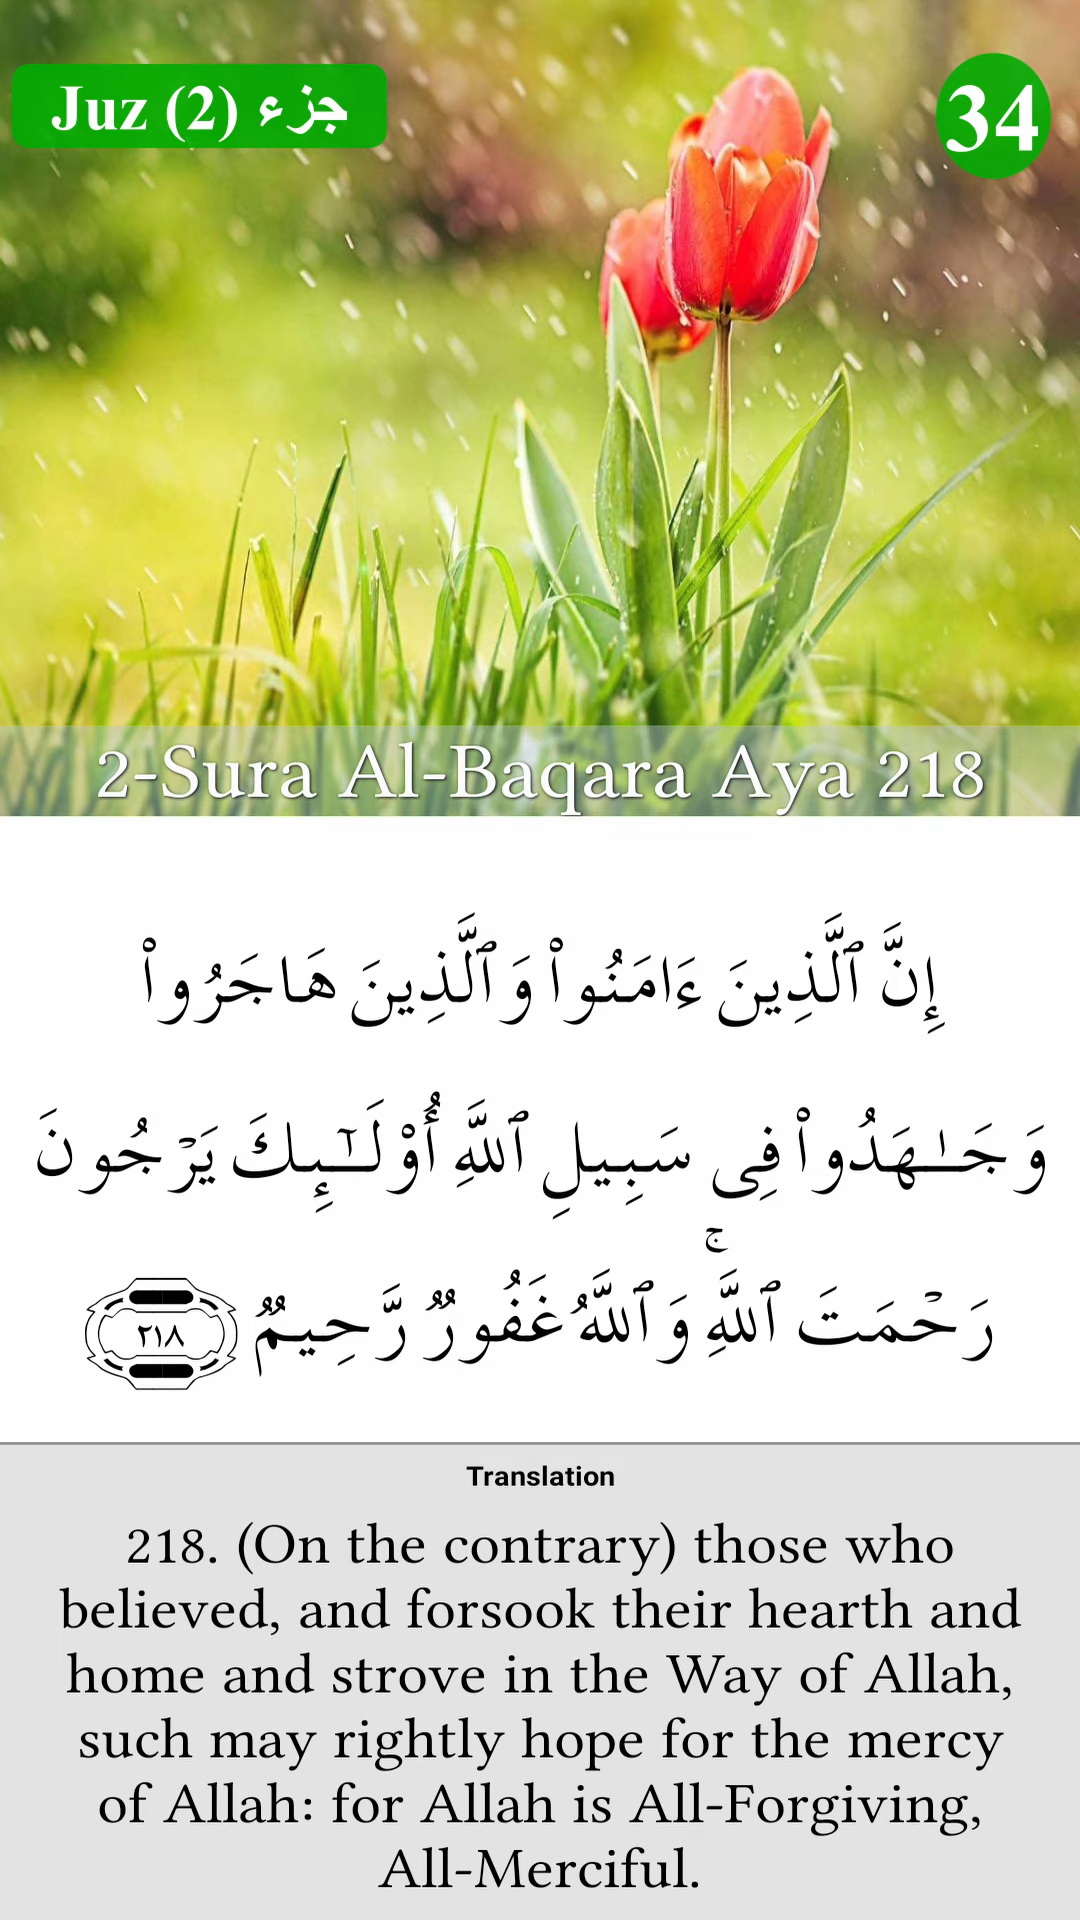 Juz (2) جزء
34
2-Sura Al-Baqara Aya 218
إِنَّ ٱلَّذِينَ ءَامَنُوا۟ وَٱلَّذِينَ هَاجَرُوا۟
وَجَـٰهَدُوا۟ فِى سَبِيلِ ٱللَّهِ أُو۟لَـٰٓئِكَ يَرْجُونَ
رَحْمَتَ ٱللَّهِ ۚ وَٱللَّهُ غَفُورٌ رَّحِيمٌ ٢١٨
Translation
218. (On the contrary) those who
believed, and forsook their hearth and
home and strove in the Way of Allah,
such may rightly hope for the mercy
of Allah: for Allah is All-Forgiving,
All-Merciful.